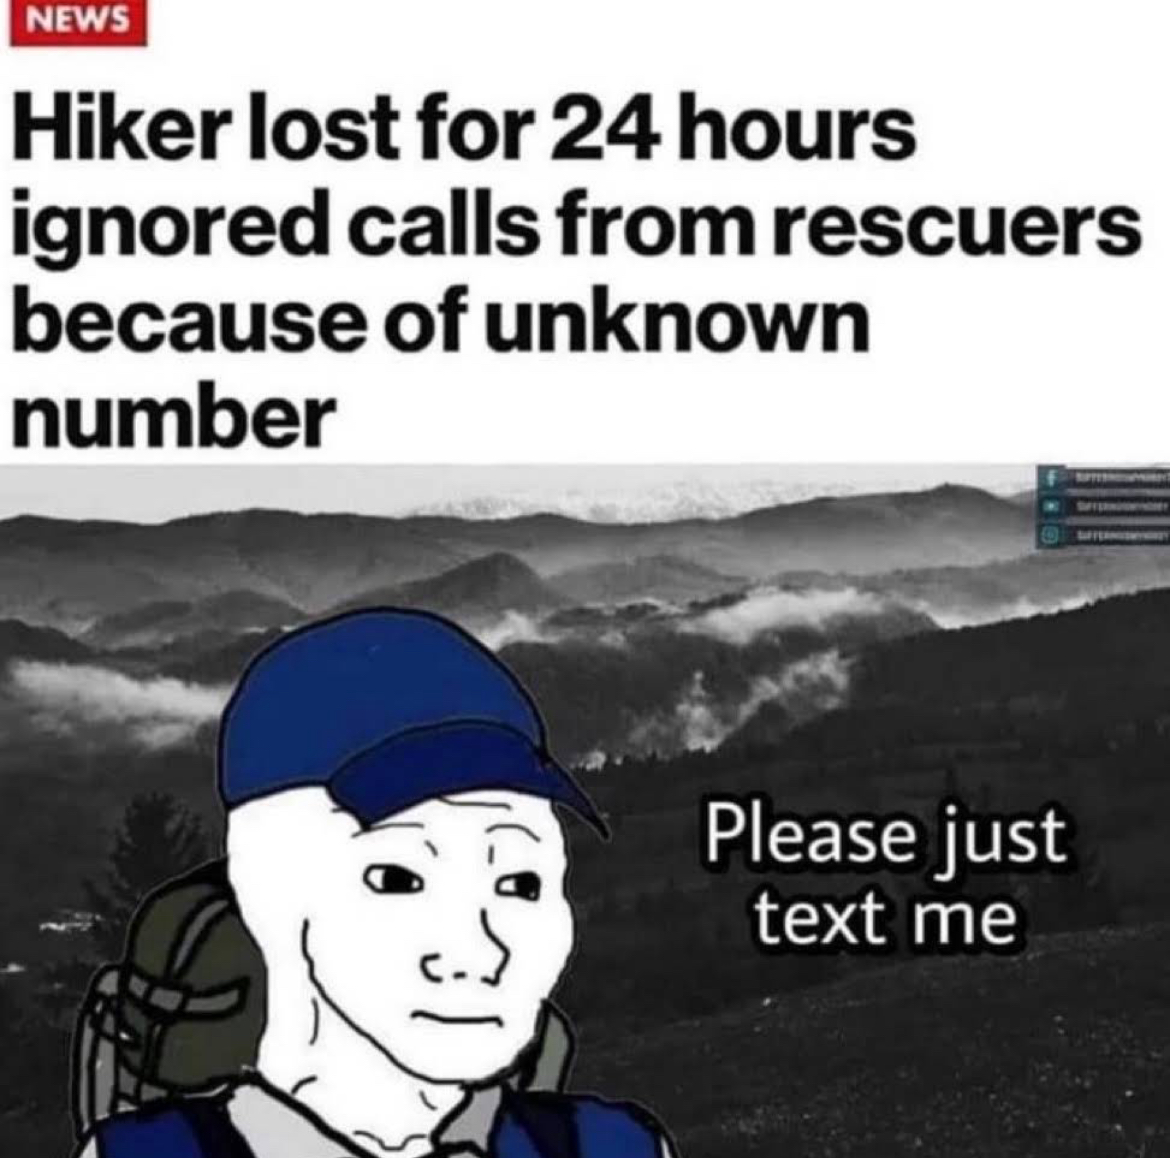 NEWS
Hiker lost for 24 hours
ignored calls from rescuers
because of unknown
number
Please just
text me